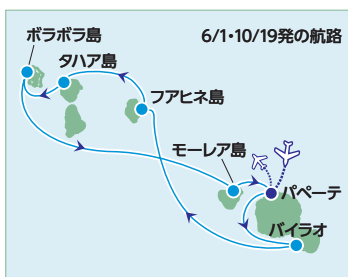 6/1・10/19発の航路
ボラボラ島
タハア島
フアヒネ島
モーレア島
パペーテ
バイラオ